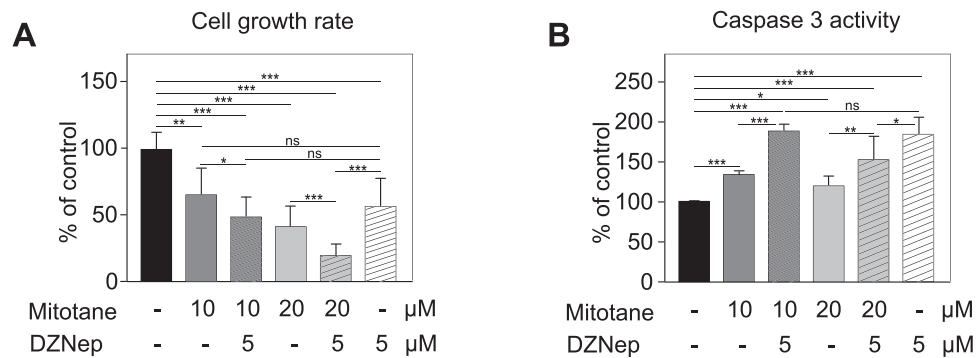 A
Cell growth rate
% of control
150
100
50
0
***
***
***
***
**
ns
*
ns
***
***
Mitotane - 10 10 20 20 - µM
DZNep - - 5 - 5 5 µM
B
Caspase 3 activity
% of control
250
200
150
100
50
0
***
***
*
***
ns
***
*
**
***
Mitotane - 10 10 20 20 - µM
DZNep - - 5 - 5 5 µM